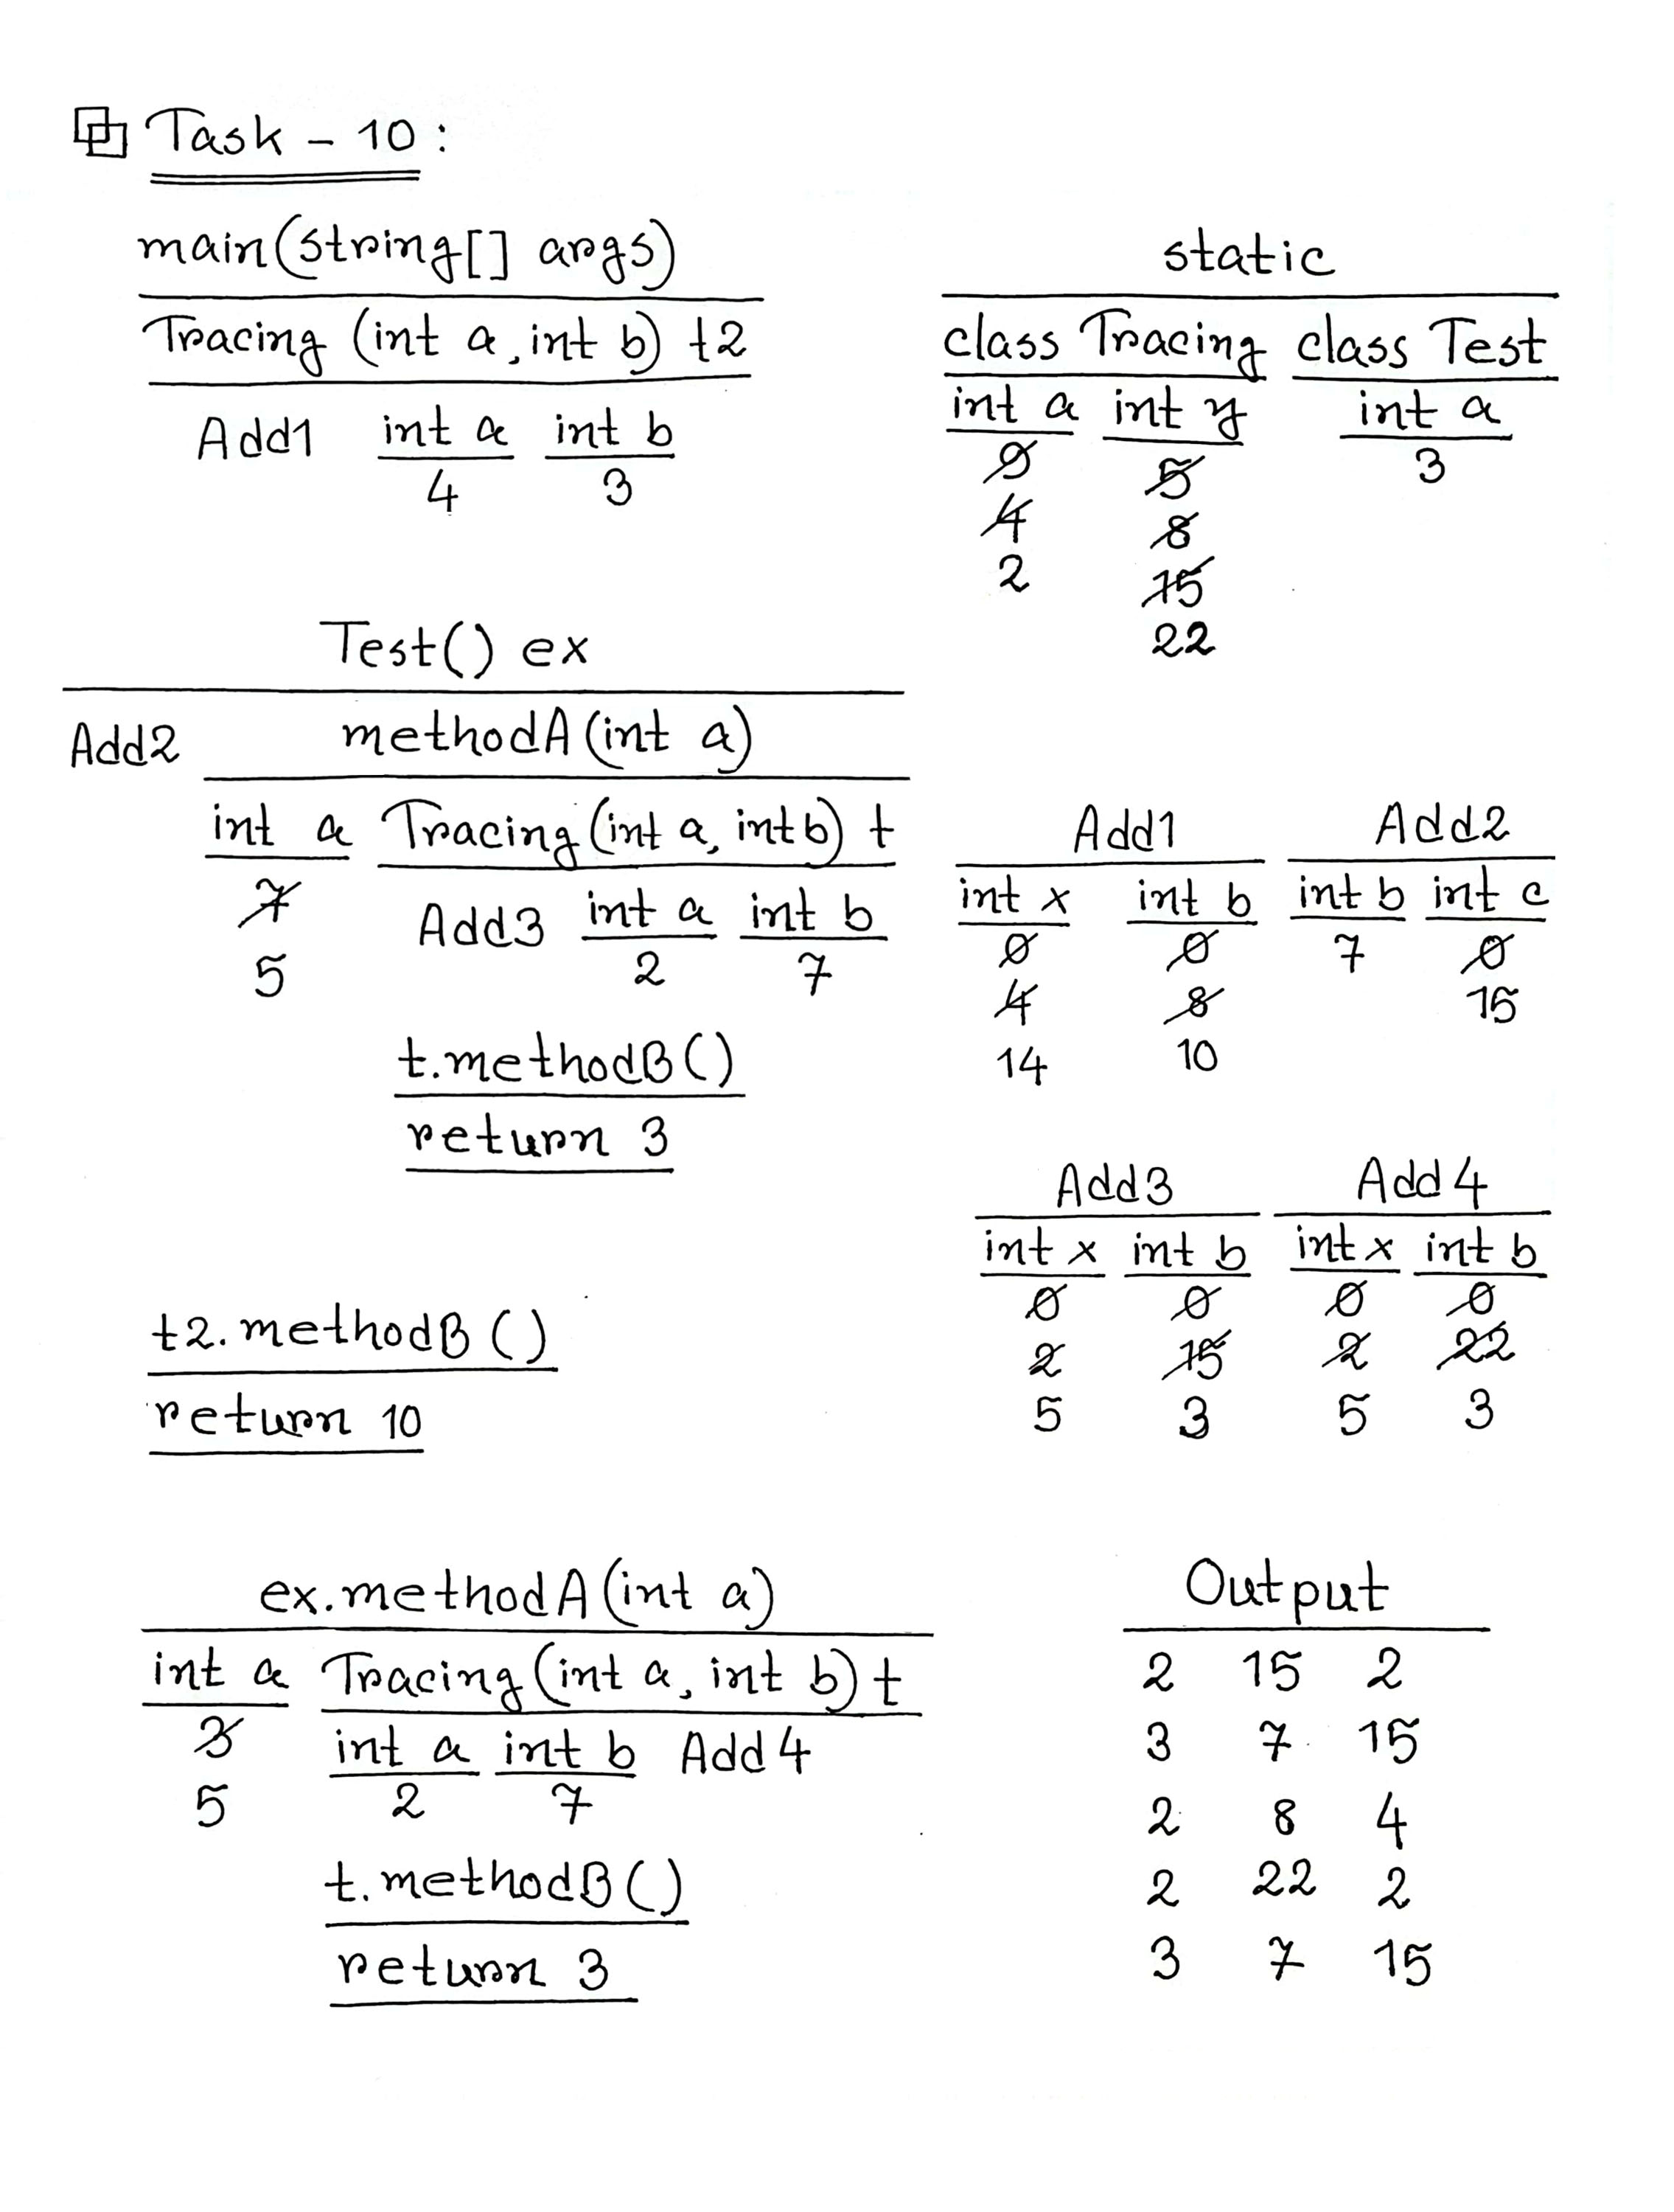 Task - 10:
main(string[] args)
Tracing (int a, int b) t2
Add1 int a int b
4 3
static
class Tracing class Test
int a int y int a
0 5 3
4 8
2 15
22
Test() ex
Add2 methodA(int a)
int a Tracing(int a, int b) t
7 Add3 int a int b
5 2 7
t.methodB()
return 3
Add1 Add2
int x int b int b int c
0 0 7 0
4 8 15
14 10
Add3 Add4
int x int b int x int b
0 0 0 0
2 15 2 22
5 3 5 3
t2.methodB()
return 10
ex.methodA(int a)
int a Tracing(int a, int b) t
3 int a int b Add4
5 2 7
t.methodB()
return 3
Output
2 15 2
3 7 15
2 8 4
2 22 2
3 7 15